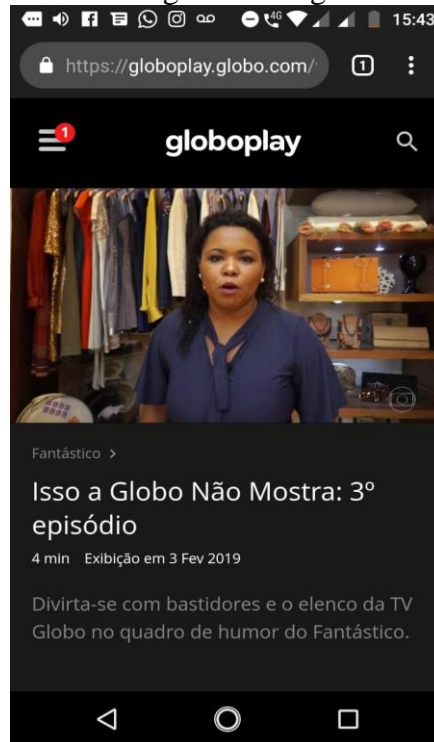 4G
15:43
https://globoplay.globo.com/
1
1
globoplay
Fantástico >
Isso a Globo Não Mostra: 3º
episódio
4 min Exibição em 3 Fev 2019
Divirta-se com bastidores e o elenco da TV
Globo no quadro de humor do Fantástico.